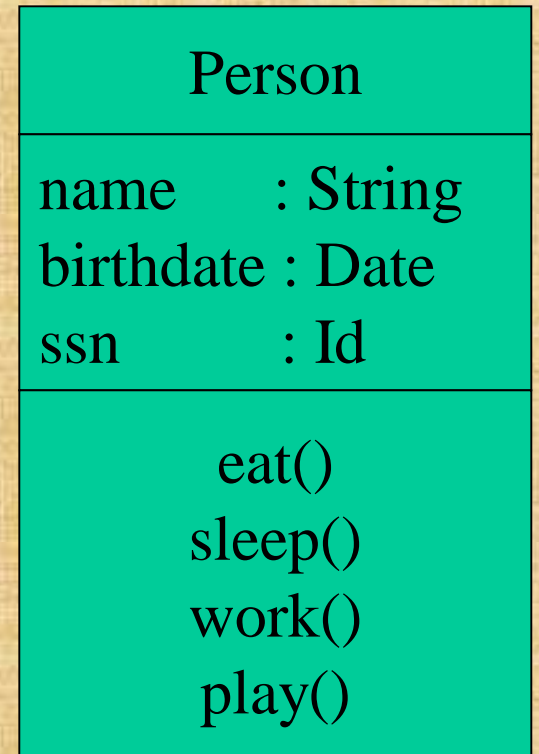 Person
name : String
birthdate : Date
ssn : Id
eat()
sleep()
work()
play()